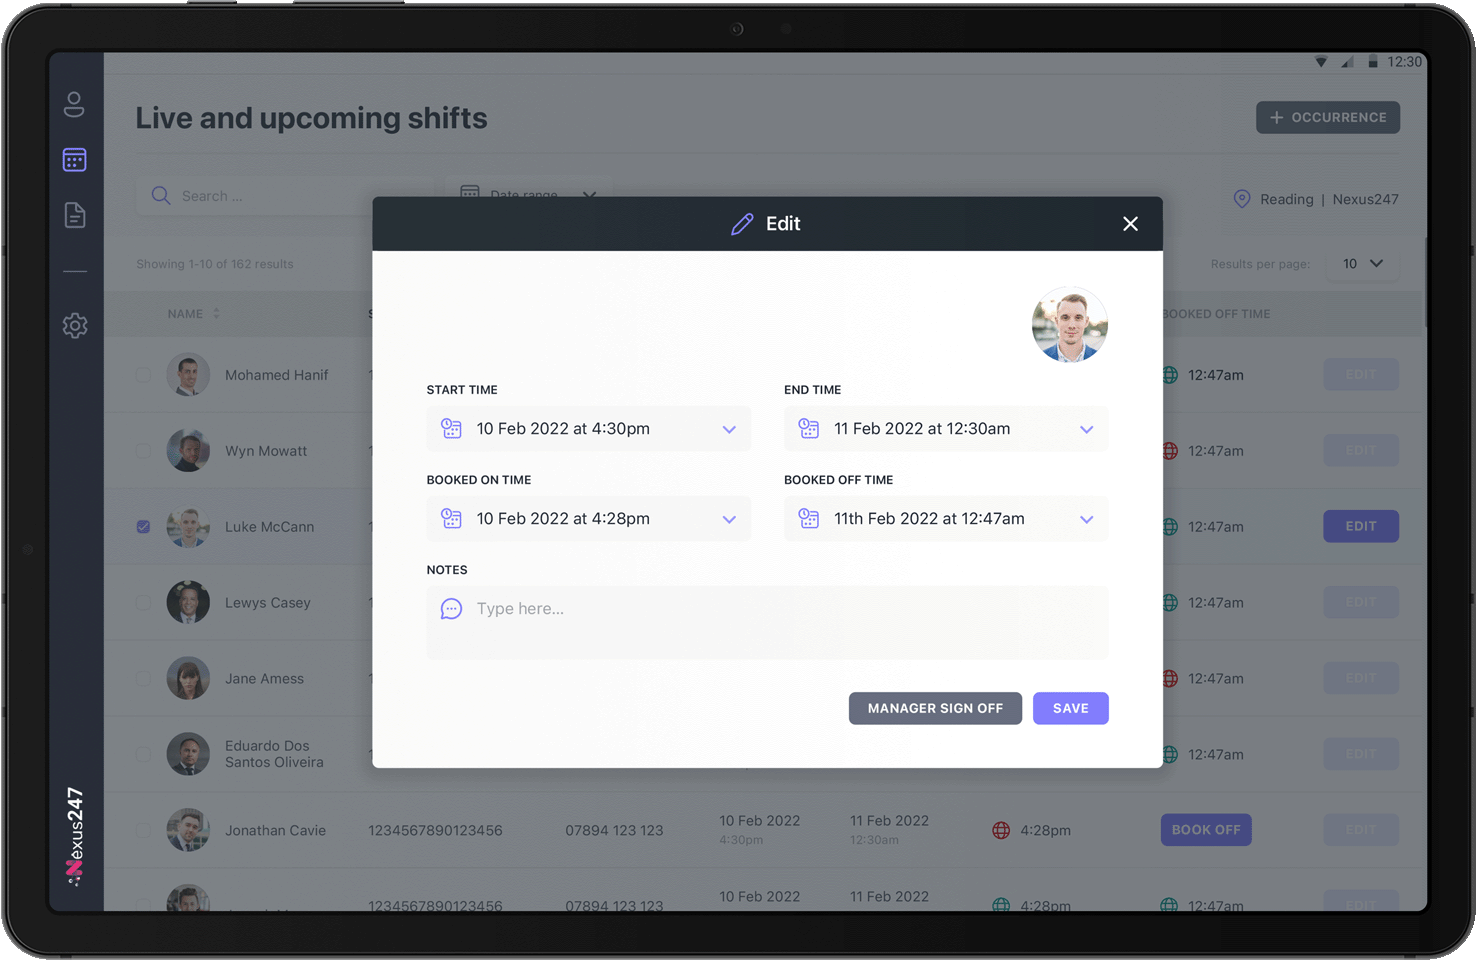 12:30
Live and upcoming shifts
+ OCCURRENCE
Search ...
Date range
Reading | Nexus247
Showing 1-10 of 162 results
Results per page: 10
NAME
BOOKED OFF TIME
Edit
START TIME
END TIME
10 Feb 2022 at 4:30pm
11 Feb 2022 at 12:30am
BOOKED ON TIME
BOOKED OFF TIME
10 Feb 2022 at 4:28pm
11th Feb 2022 at 12:47am
NOTES
Type here...
MANAGER SIGN OFF
SAVE
Mohamed Hanif
12:47am
EDIT
Wyn Mowatt
12:47am
EDIT
Luke McCann
12:47am
EDIT
Lewys Casey
12:47am
EDIT
Jane Amess
12:47am
EDIT
Eduardo Dos
Santos Oliveira
12:47am
EDIT
Jonathan Cavie
1234567890123456
07894 123 123
10 Feb 2022
4:30pm
11 Feb 2022
12:30am
4:28pm
BOOK OFF
EDIT
1234567890123456
07894 123 123
10 Feb 2022
11 Feb 2022
4:28pm
12:47am
EDIT
Nexus247